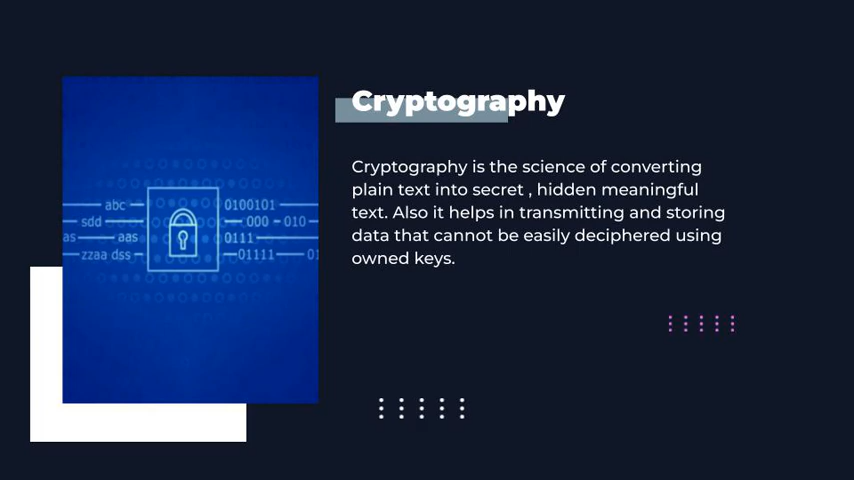 Cryptography
Cryptography is the science of converting
plain text into secret , hidden meaningful
text. Also it helps in transmitting and storing
data that cannot be easily deciphered using
owned keys.
abc 0100101
sdd 000 010
as aas 0111
zzaa dss 01111 01